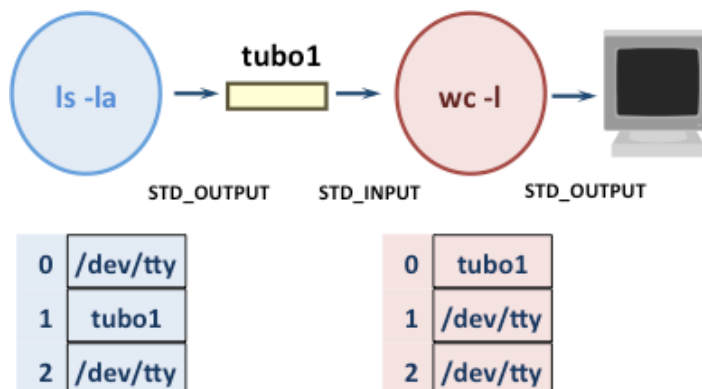 tubo1
ls -la
wc -l
STD_OUTPUT STD_INPUT STD_OUTPUT
0 /dev/tty
1 tubo1
2 /dev/tty
0 tubo1
1 /dev/tty
2 /dev/tty